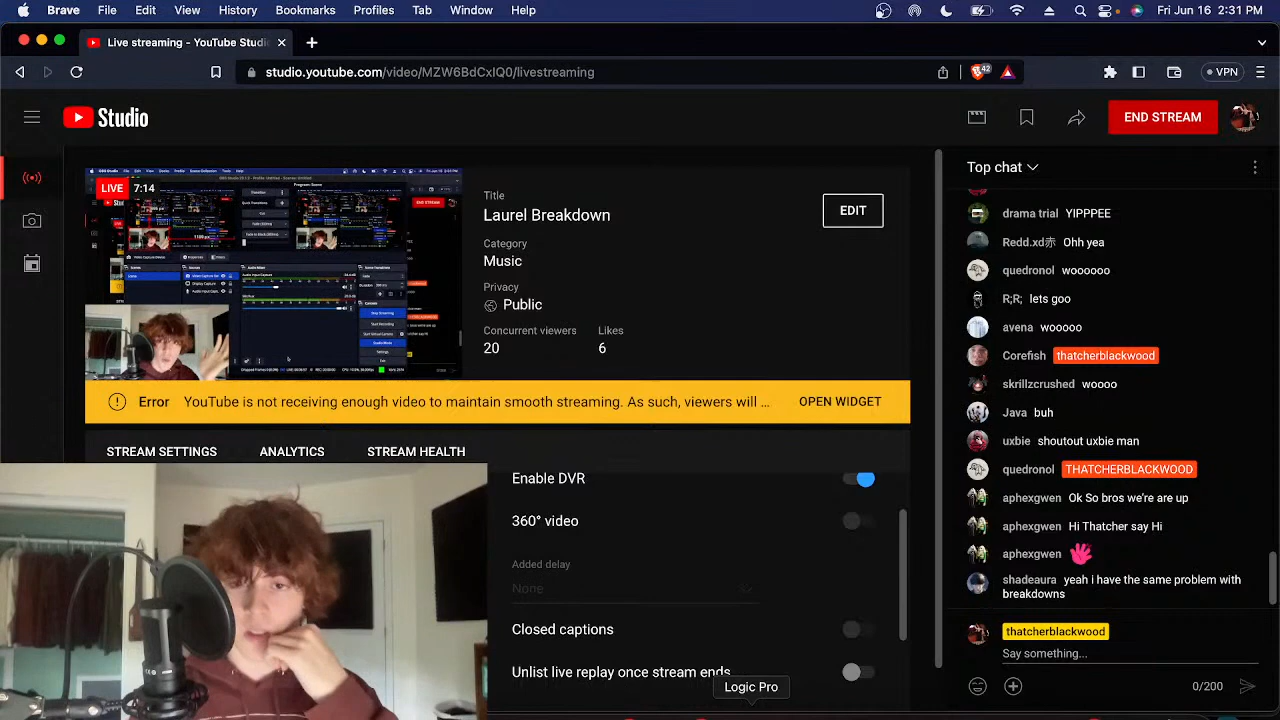 Brave File Edit View History Bookmarks Profiles Tab Window Help Fri Jun 16 2:31 PM
Live streaming - YouTube Studi
studio.youtube.com/video/MZW6BdCxIQ0/livestreaming
42
VPN
Studio
END STREAM
LIVE 7:14
Title
Laurel Breakdown
EDIT
Category
Music
Privacy
Public
Concurrent viewers Likes
20 6
Error YouTube is not receiving enough video to maintain smooth streaming. As such, viewers will ... OPEN WIDGET
STREAM SETTINGS ANALYTICS STREAM HEALTH
Enable DVR
360° video
Added delay
None
Closed captions
Unlist live replay once stream ends
Logic Pro
Top chat
drama trial YIPPPEE
Ohh yea
quedronol woooooo
R;R; lets goo
avena wooooo
Corefish thatcherblackwood
skrillzcrushed woooo
Java buh
uxbie shoutout uxbie man
quedronol THATCHERBLACKWOOD
aphexgwen Ok So bros we're are up
aphexgwen Hi Thatcher say Hi
aphexgwen
shadeaura yeah i have the same problem with
breakdowns
thatcherblackwood
Say something...
0/200